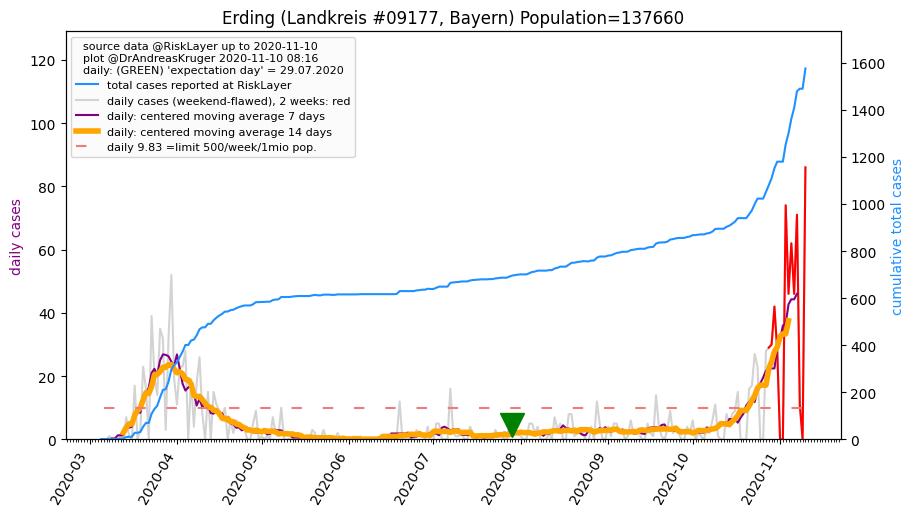 Erding (Landkreis #09177, Bayern) Population=137660
source data @RiskLayer up to 2020-11-10
plot @DrAndreasKruger 2020-11-10 08:16
daily: (GREEN) 'expectation day' = 29.07.2020
total cases reported at RiskLayer
daily cases (weekend-flawed), 2 weeks: red
daily: centered moving average 7 days
daily: centered moving average 14 days
daily 9.83 =limit 500/week/1mio pop.
daily cases
120
100
80
60
40
20
0
cumulative total cases
1600
1400
1200
1000
800
600
400
200
0
2020-03
2020-04
2020-05
2020-06
2020-07
2020-08
2020-09
2020-10
2020-11